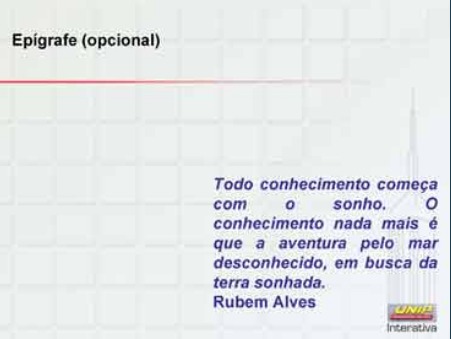 Epígrafe (opcional)
Todo conhecimento começa
com o sonho. O
conhecimento nada mais é
que a aventura pelo mar
desconhecido, em busca da
terra sonhada.
Rubem Alves
UNIP
Interativa